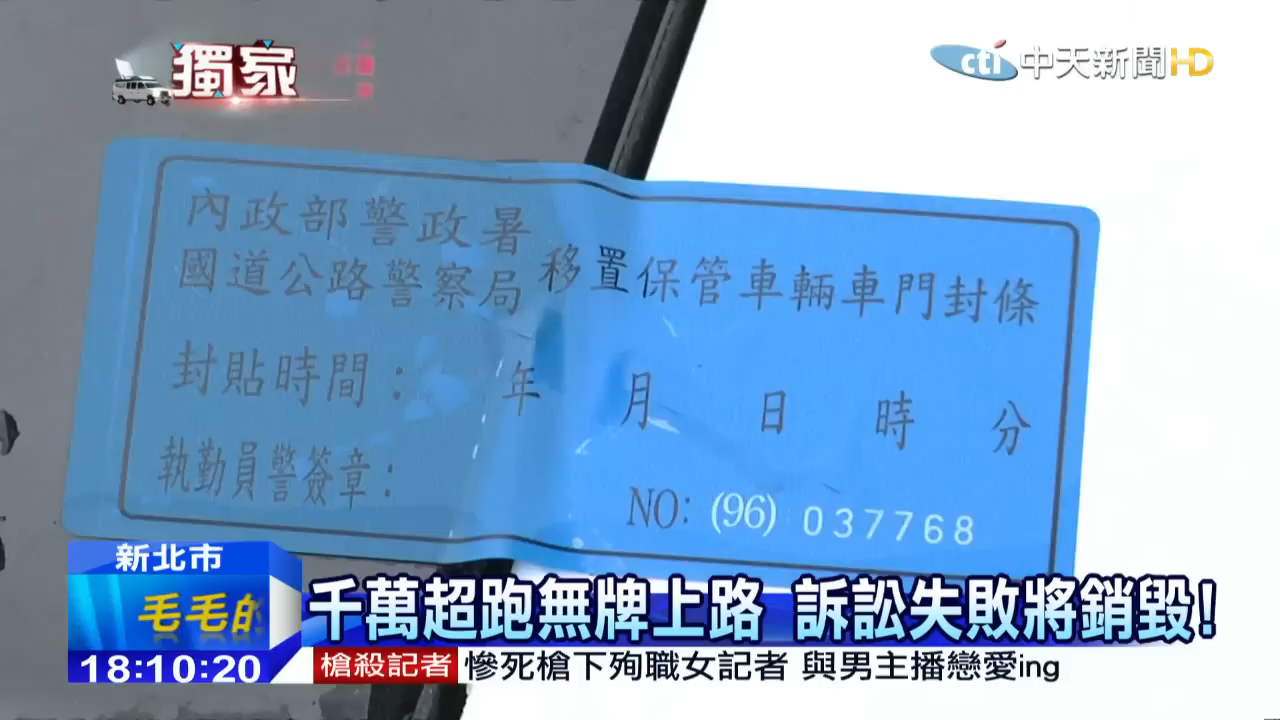 獨家
cti 中天新聞HD
內政部警政署
國道公路警察局
移置保管車輛車門封條
封貼時間： 年 月 日 時 分
執勤員警簽章：
NO: (96) 037768
新北市
毛毛的
18:10:20
千萬超跑無牌上路 訴訟失敗將銷毀!
槍殺記者 慘死槍下殉職女記者 與男主播戀愛ing